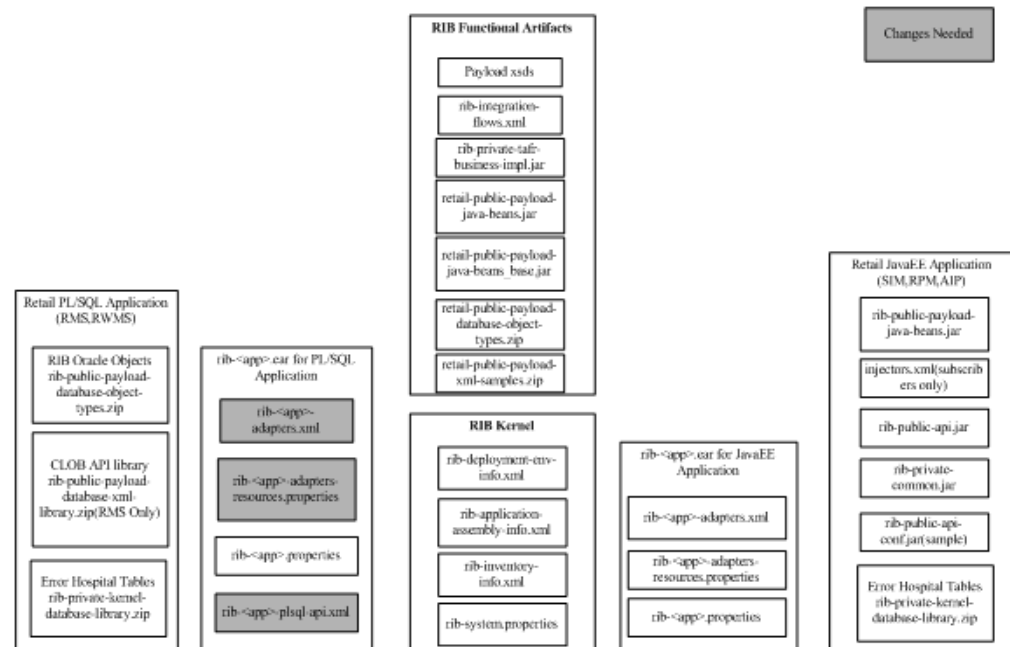 RIB Functional Artifacts
Payload xsds
rib-integration-
flows.xml
rib-private-tafr-
business-impl.jar
retail-public-payload-
java-beans.jar
retail-public-payload-
java-beans_base.jar
retail-public-payload-
database-object-
types.zip
retail-public-payload-
xml-samples.zip
Changes Needed
Retail PL/SQL Application
(RMS,RWMS)
RIB Oracle Objects
rib-public-payload-
database-object-
types.zip
CLOB API library
rib-public-payload-
database-xml-
library.zip(RMS Only)
Error Hospital Tables
rib-private-kernel-
database-library.zip
rib-<app>.ear for PL/SQL
Application
rib-<app>-
adapters.xml
rib-<app>-adapters-
resources.properties
rib-<app>.properties
rib-<app>-plsql-api.xml
RIB Kernel
rib-deployment-env-
info.xml
rib-application-
assembly-info.xml
rib-inventory-
info.xml
rib-system.properties
rib-<app>.ear for JavaEE
Application
rib-<app>-adapters.xml
rib-<app>-adapters-
resources.properties
rib-<app>.properties
Retail JavaEE Application
(SIM,RPM,AIP)
rib-public-payload-
java-beans.jar
injectors.xml(subscrib
ers only)
rib-public-api.jar
rib-private-
common.jar
rib-public-api-
conf.jar(sample)
Error Hospital Tables
rib-private-kernel-
database-library.zip